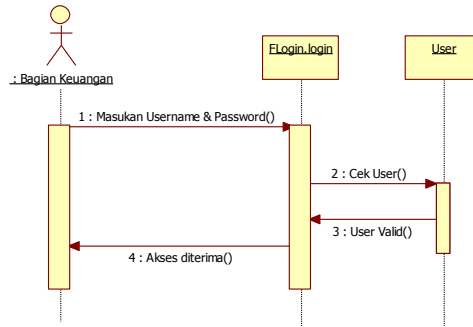 FLogin.login
User
: Bagian Keuangan
1 : Masukan Username & Password()
2 : Cek User()
3 : User Valid()
4 : Akses diterima()